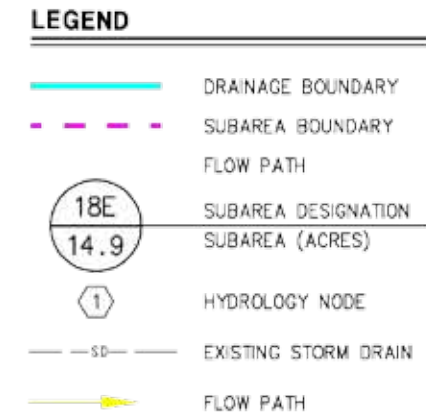 LEGEND
DRAINAGE BOUNDARY
SUBAREA BOUNDARY
FLOW PATH
18E SUBAREA DESIGNATION
14.9 SUBAREA (ACRES)
1 HYDROLOGY NODE
SD EXISTING STORM DRAIN
FLOW PATH